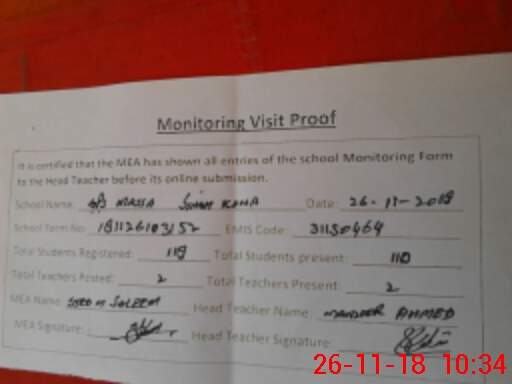 Monitoring Visit Proof
It is certified that the MEA has shown all entries of the school Monitoring Form
to the Head Teacher before its online submission.
School Name: Date: 26-11-2018
School Form No: 181126103152 EMIS Code: 31150464
Total Students Registered: 119 Total Students present: 110
Total Teachers Posted: 2 Total Teachers Present: 2
MEA Name: SALEEM Head Teacher Name: AHMED
MEA Signature: Head Teacher Signature:
26-11-18 10:34